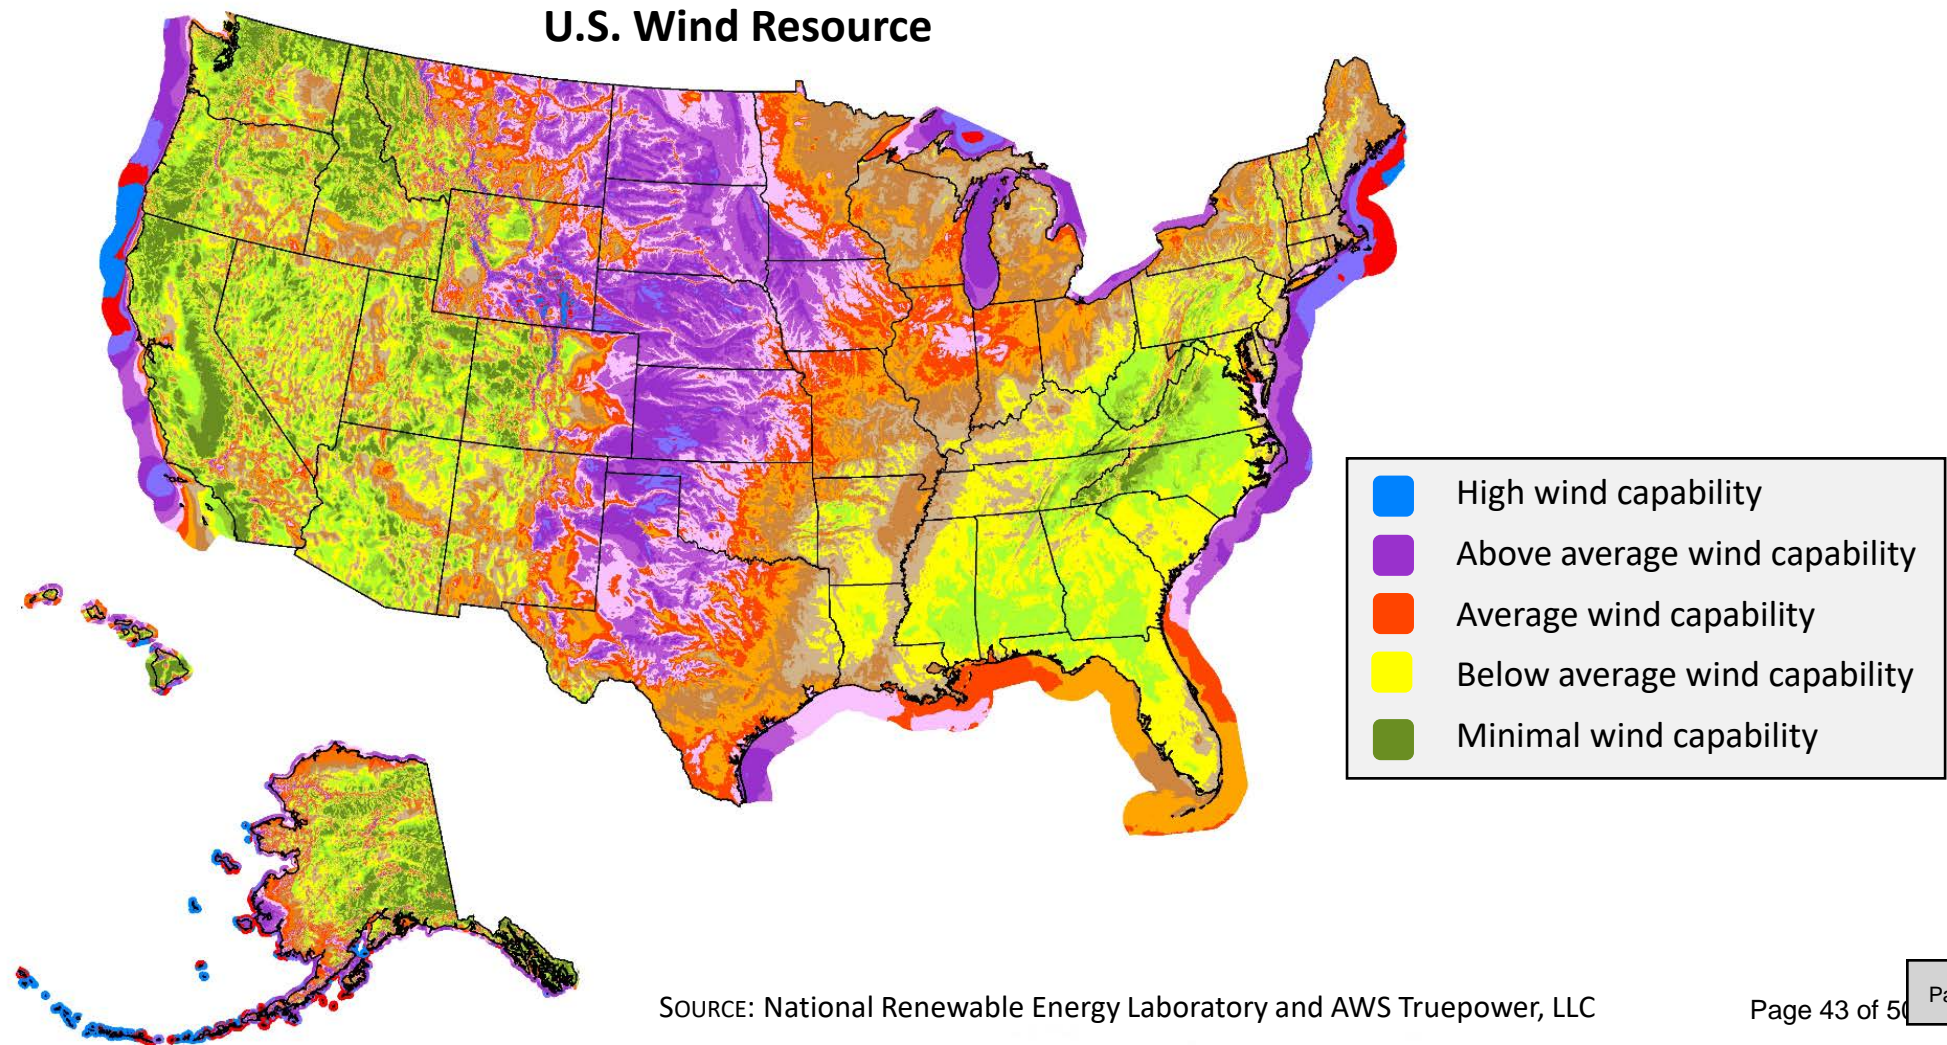 U.S. Wind Resource
High wind capability
Above average wind capability
Average wind capability
Below average wind capability
Minimal wind capability
SOURCE: National Renewable Energy Laboratory and AWS Truepower, LLC
Page 43 of